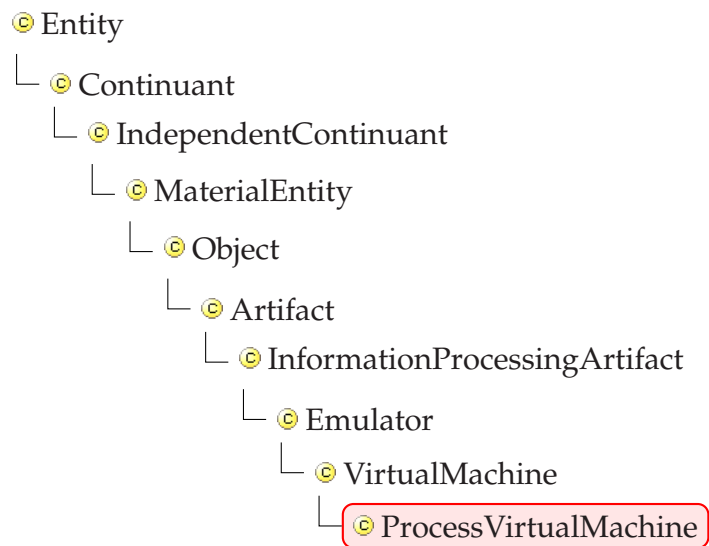 Entity
Continuant
IndependentContinuant
MaterialEntity
Object
Artifact
InformationProcessingArtifact
Emulator
VirtualMachine
ProcessVirtualMachine